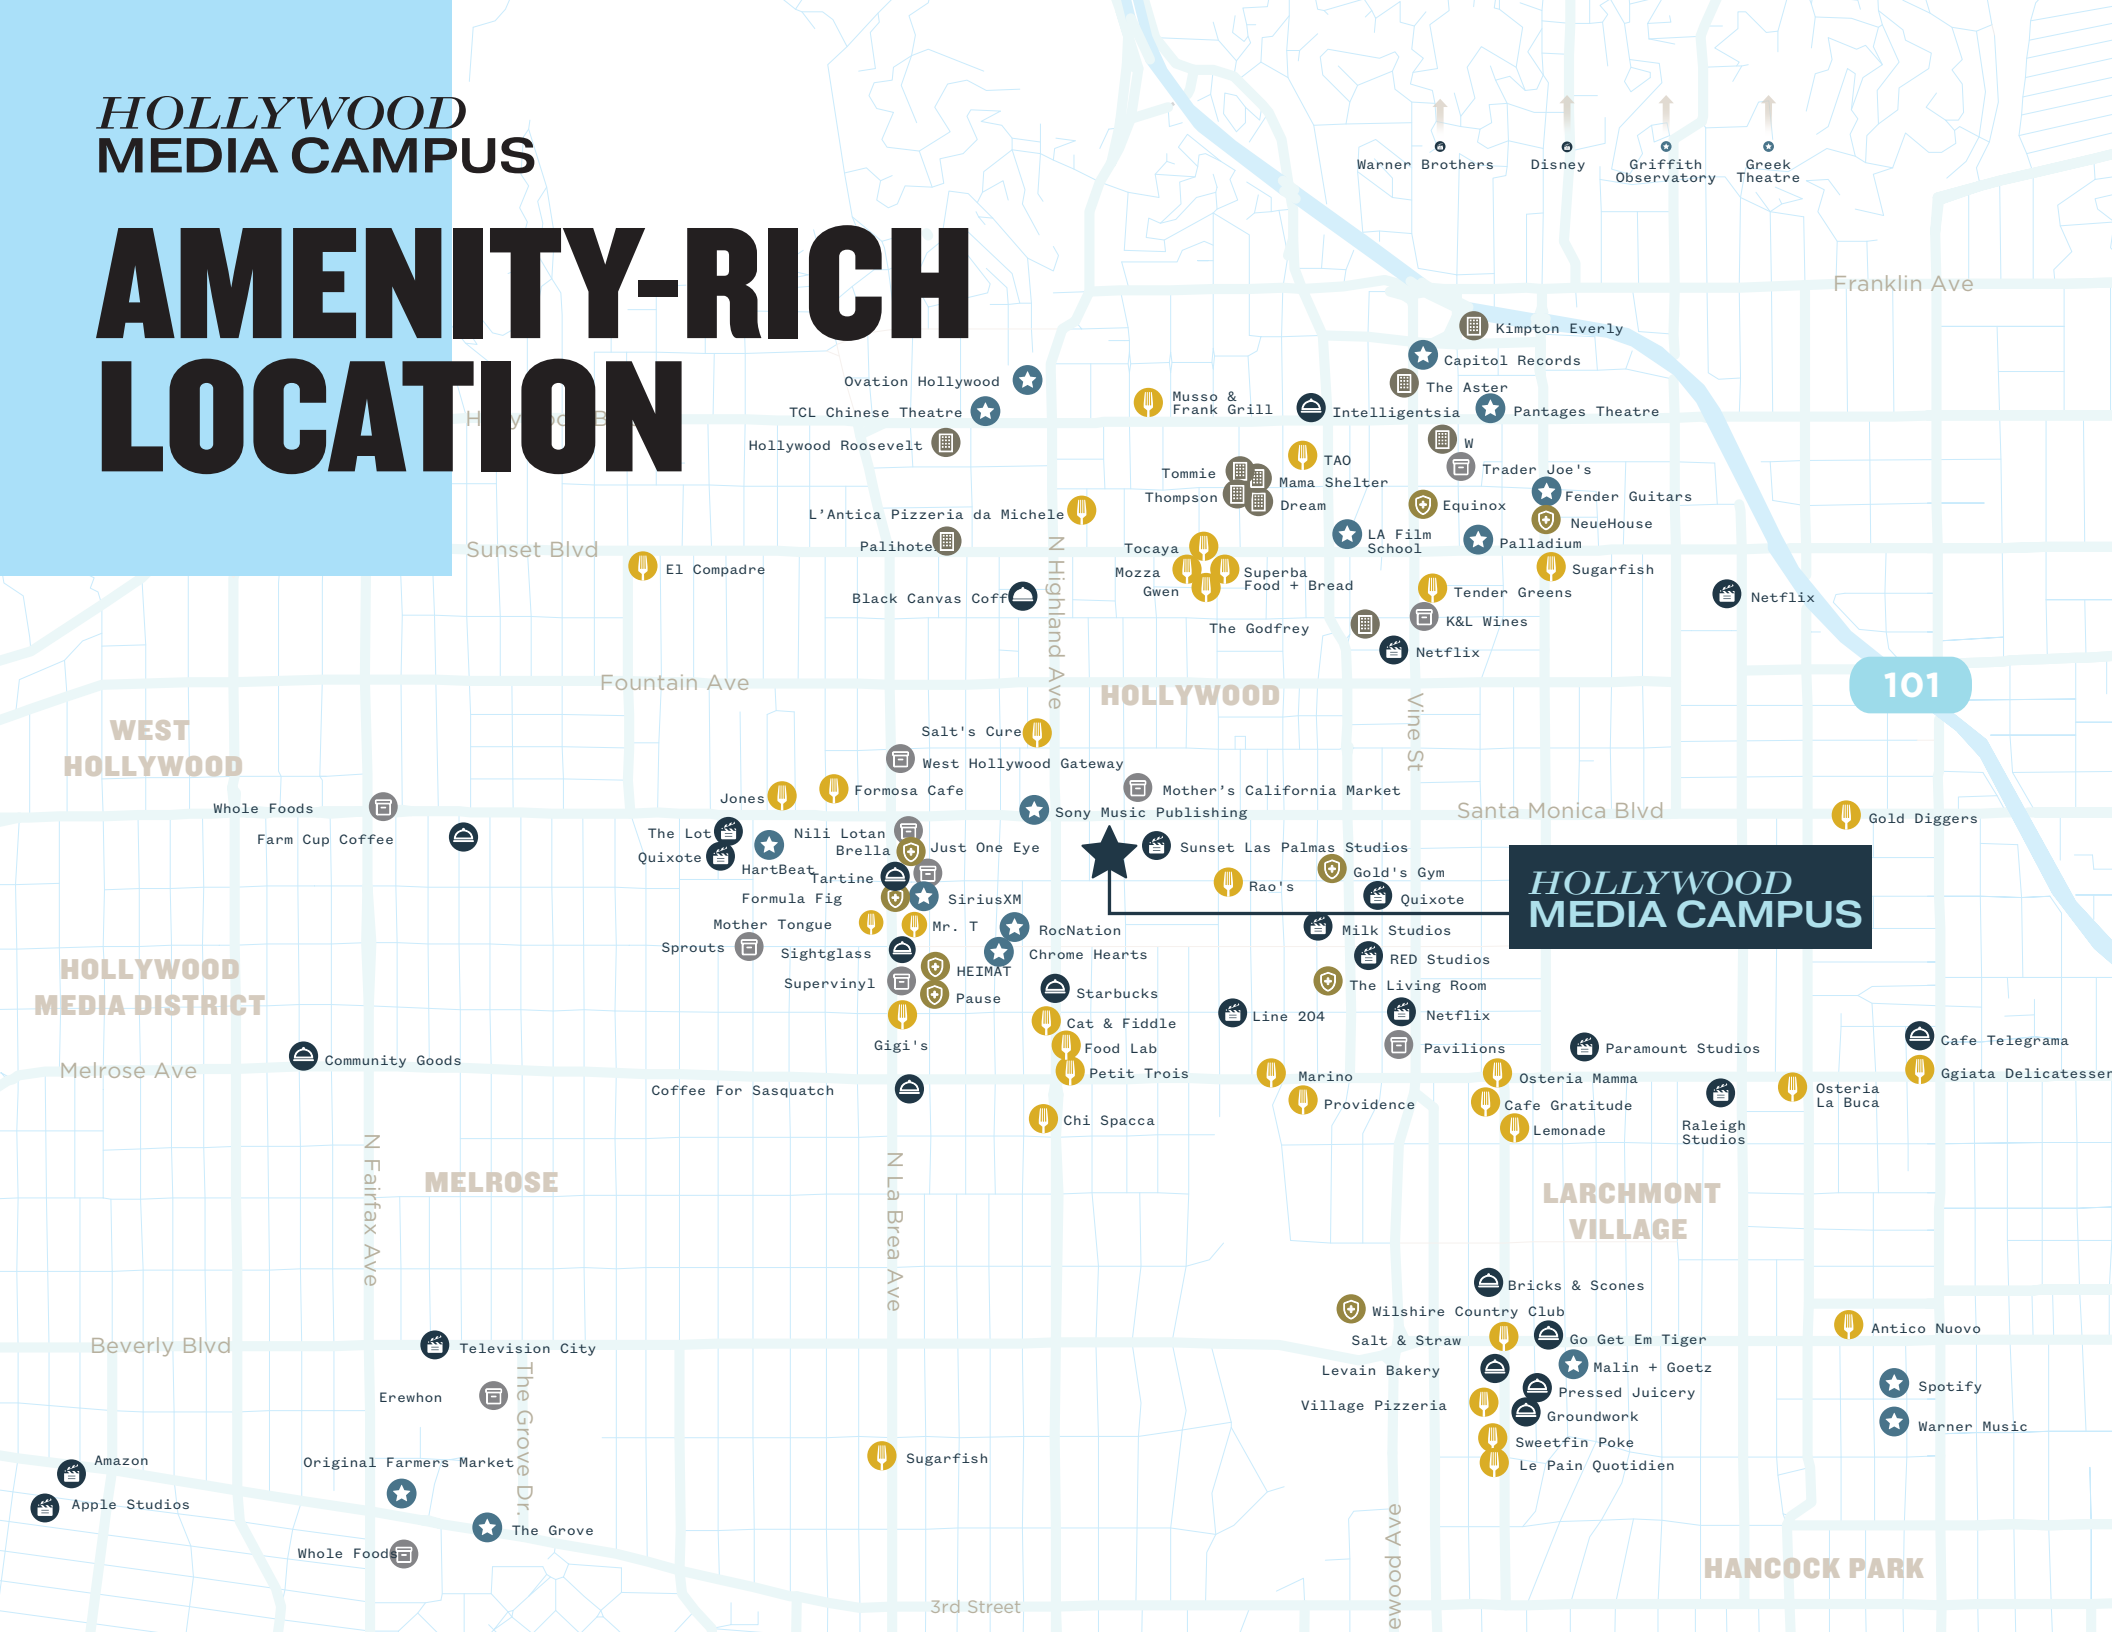 HOLLYWOOD
MEDIA CAMPUS
AMENITY-RICH
LOCATION
Warner Brothers
Disney
Griffith
Observatory
Greek
Theatre
Franklin Ave
Kimpton Everly
Capitol Records
Ovation Hollywood
The Aster
Musso &
Frank Grill
TCL Chinese Theatre
Intelligentsia
Pantages Theatre
Hollywood Roosevelt
W
TAO
Trader Joe's
Tommie
Mama Shelter
Thompson
Dream
Fender Guitars
Equinox
L'Antica Pizzeria da Michele
NeueHouse
LA Film
School
Palladium
Sunset Blvd
Palihote
Tocaya
El Compadre
Mozza
Superba
Food + Bread
Gwen
Sugarfish
Tender Greens
Black Canvas Coff
Netflix
K&L Wines
The Godfrey
Netflix
N Highland Ave
Fountain Ave
HOLLYWOOD
101
Vine St
WEST
HOLLYWOOD
Salt's Cure
West Hollywood Gateway
Formosa Cafe
Mother's California Market
Jones
Whole Foods
Sony Music Publishing
Santa Monica Blvd
Gold Diggers
Farm Cup Coffee
The Lot
Nili Lotan
Just One Eye
Sunset Las Palmas Studios
Quixote
Brella
HartBeat
Tartine
Gold's Gym
Rao's
HOLLYWOOD
MEDIA CAMPUS
Formula Fig
SiriusXM
Quixote
Mother Tongue
Mr. T
RocNation
Milk Studios
Sprouts
Sightglass
Chrome Hearts
RED Studios
HOLLYWOOD
MEDIA DISTRICT
HEIMAT
Supervinyl
Pause
Starbucks
The Living Room
Line 204
Netflix
Cat & Fiddle
Gigi's
Food Lab
Pavilions
Paramount Studios
Cafe Telegrama
Community Goods
Melrose Ave
Petit Trois
Marino
Osteria Mamma
Ggiata Delicatessen
Coffee For Sasquatch
Providence
Cafe Gratitude
Osteria
La Buca
Chi Spacca
Lemonade
Raleigh
Studios
N Fairfax Ave
N La Brea Ave
MELROSE
LARCHMONT
VILLAGE
Bricks & Scones
Wilshire Country Club
Salt & Straw
Go Get Em Tiger
Antico Nuovo
Beverly Blvd
Television City
Levain Bakery
Malin + Goetz
Spotify
Erewhon
The Grove Dr.
Pressed Juicery
Village Pizzeria
Groundwork
Warner Music
Sweetfin Poke
Amazon
Original Farmers Market
Sugarfish
Le Pain Quotidien
Apple Studios
The Grove
Whole Foods
ewood Ave
HANCOCK PARK
3rd Street